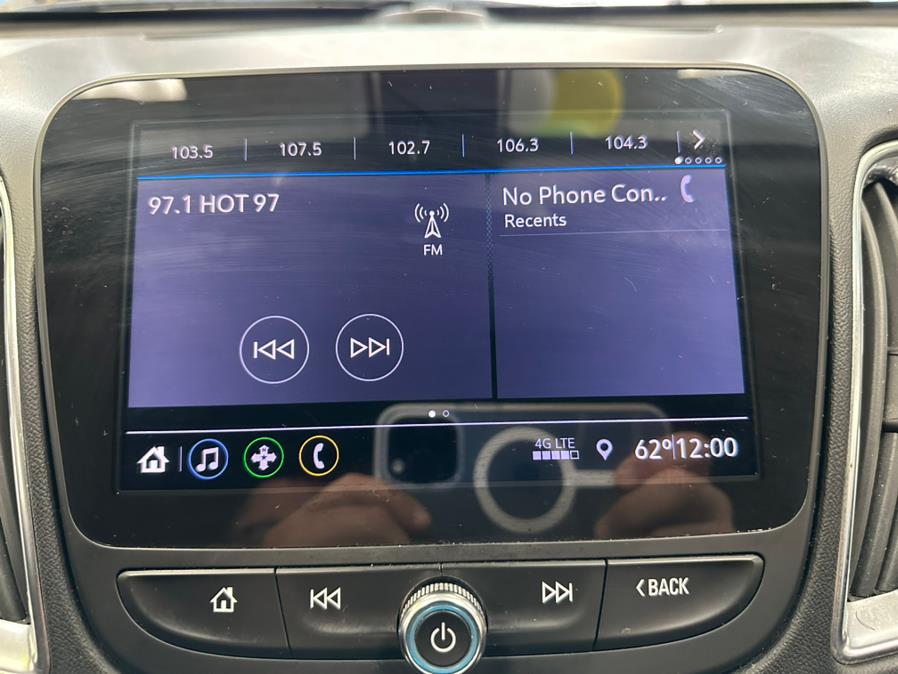 103.5 107.5 102.7 106.3 104.3
97.1 HOT 97
FM
No Phone Con..
Recents
4G LTE
62° 12:00
BACK